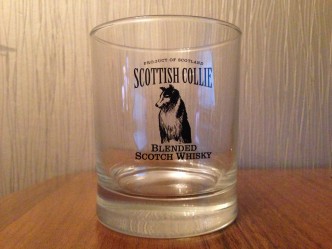 PRODUCT OF SCOTLAND
SCOTTISH COLLIE
BLENDED
SCOTCH WHISKY